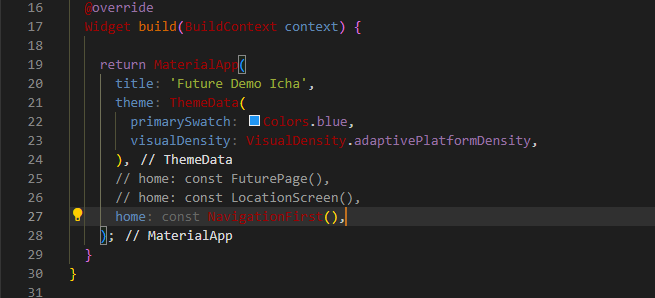 16 @override
17 Widget build(BuildContext context) {
18
19 return MaterialApp(
20 title: 'Future Demo Icha',
21 theme: ThemeData(
22 primarySwatch: Colors.blue,
23 visualDensity: VisualDensity.adaptivePlatformDensity,
24 ), // ThemeData
25 // home: const FuturePage(),
26 // home: const LocationScreen(),
27 home: const NavigationFirst(),
28 ); // MaterialApp
29 }
30 }
31